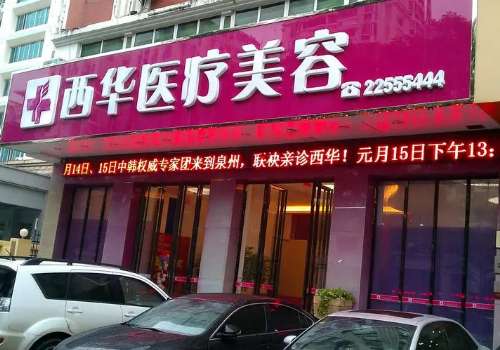 西华医疗美容 ☎22555444
月14日、15日中韩权威专家团来到泉州，联袂亲诊西华！元月15日下午13：